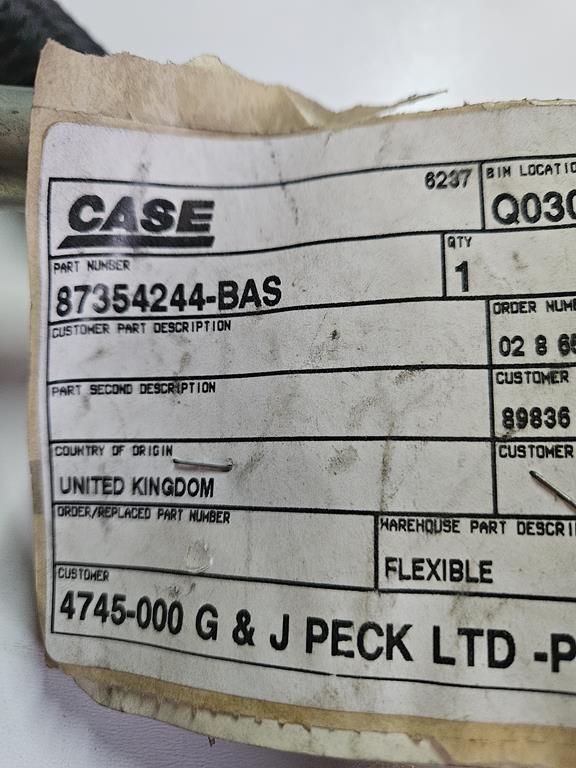 CASE
6237
BIN LOCATIO
Q030
PART NUMBER
87354244-BAS
QTY
1
CUSTOMER PART DESCRIPTION
ORDER NUM
02 8 65
PART SECOND DESCRIPTION
CUSTOMER
89836
COUNTRY OF ORIGIN
UNITED KINGDOM
CUSTOMER
ORDER/REPLACED PART NUMBER
WAREHOUSE PART DESCRI
FLEXIBLE
CUSTOMER
4745-000 G & J PECK LTD -P